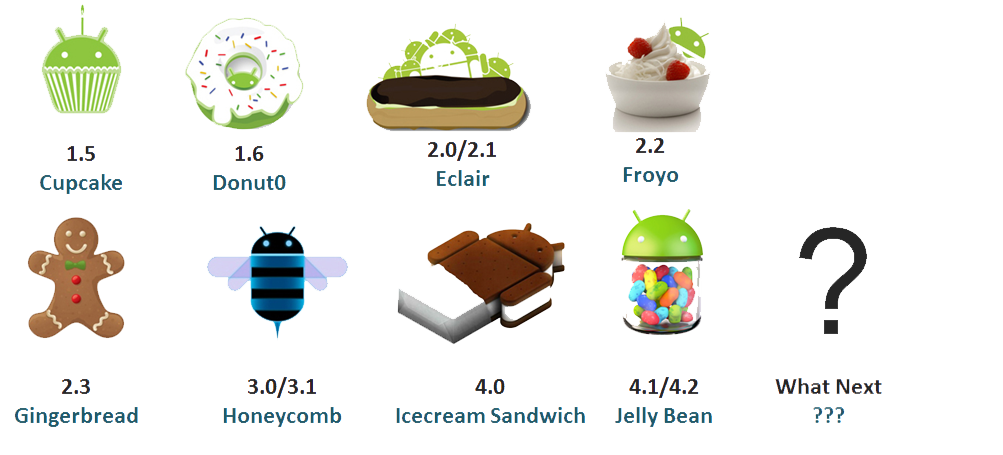 1.5
Cupcake
1.6
Donut0
2.0/2.1
Eclair
2.2
Froyo
2.3
Gingerbread
3.0/3.1
Honeycomb
4.0
Icecream Sandwich
4.1/4.2
Jelly Bean
?
What Next
???